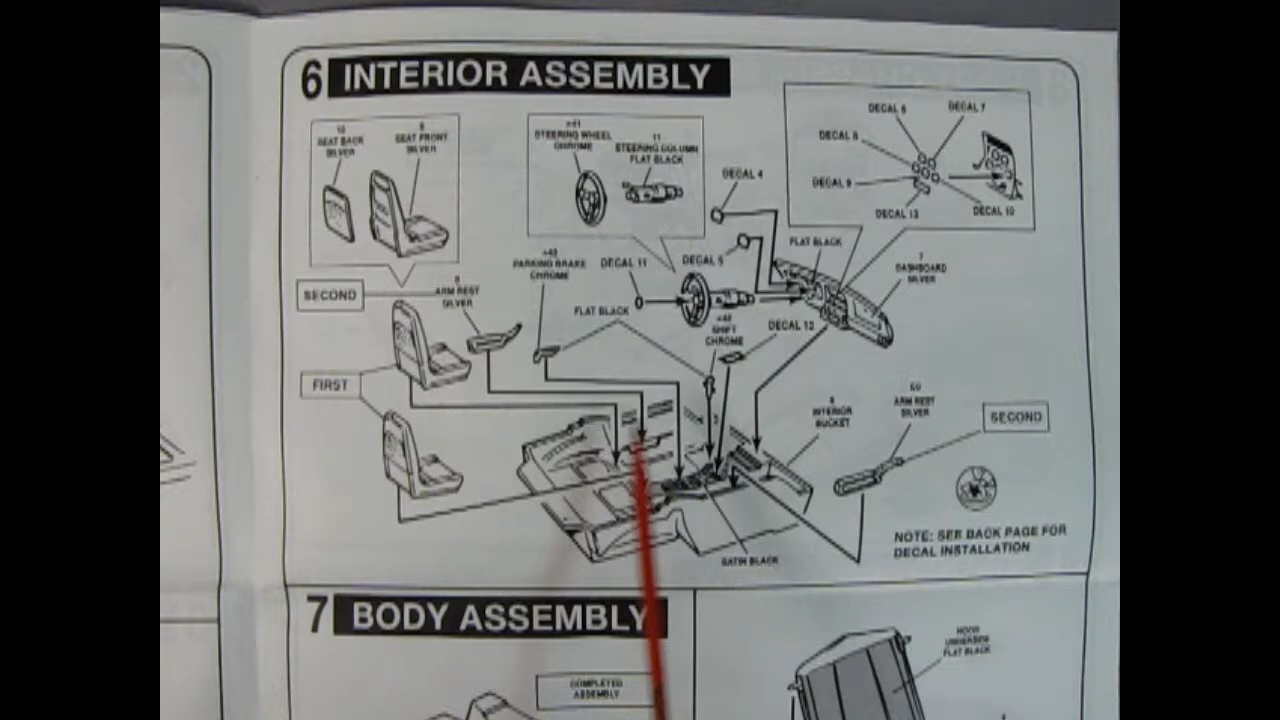 6 INTERIOR ASSEMBLY
10
SEAT BACK
SILVER
SEAT FRONT
SILVER
STEERING WHEEL
CHROME
11
STEERING COLUMN
FLAT BLACK
DECAL 4
DECAL 6
DECAL 7
DECAL 8
DECAL 9
DECAL 13
DECAL 10
PARKING BRAKE
CHROME
DECAL 11
DECAL 5
FLAT BLACK
7
DASHBOARD
SILVER
SECOND
ARM REST
SILVER
FLAT BLACK
SHIFT
CHROME
DECAL 12
FIRST
INTERIOR
BUCKET
ARM REST
SILVER
SECOND
SATIN BLACK
NOTE: SEE BACK PAGE FOR
DECAL INSTALLATION
7 BODY ASSEMBLY
COMPLETED
ASSEMBLY
HOOD
UNDERSIDE
FLAT BLACK